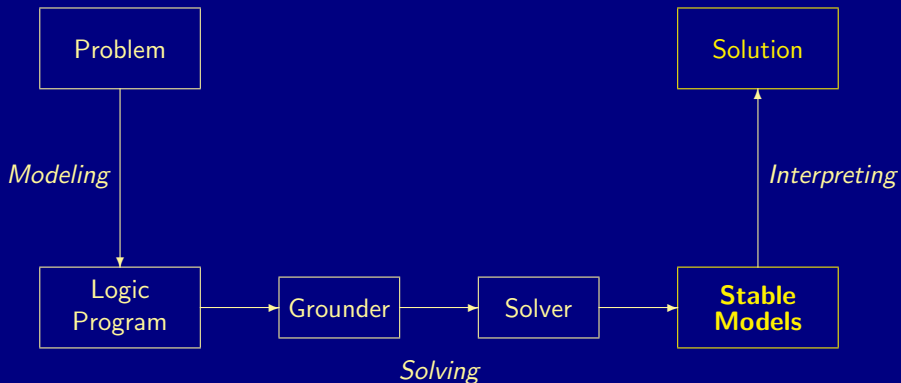 Problem
Solution
Modeling
Interpreting
Logic
Program
Grounder
Solver
Stable
Models
Solving